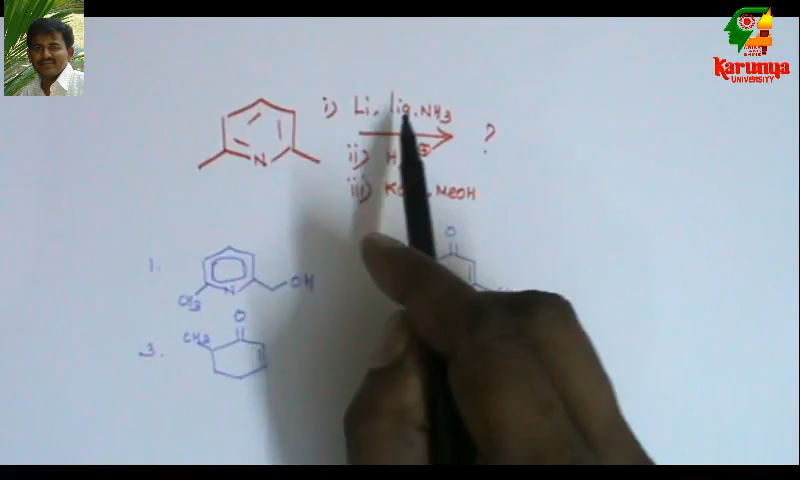 Karunya
UNIVERSITY
i) Li, liq. NH3
N
?
ii) H
⊕
iii) MeOH
1.
N
OH
CH3
O
O
3.
CH3